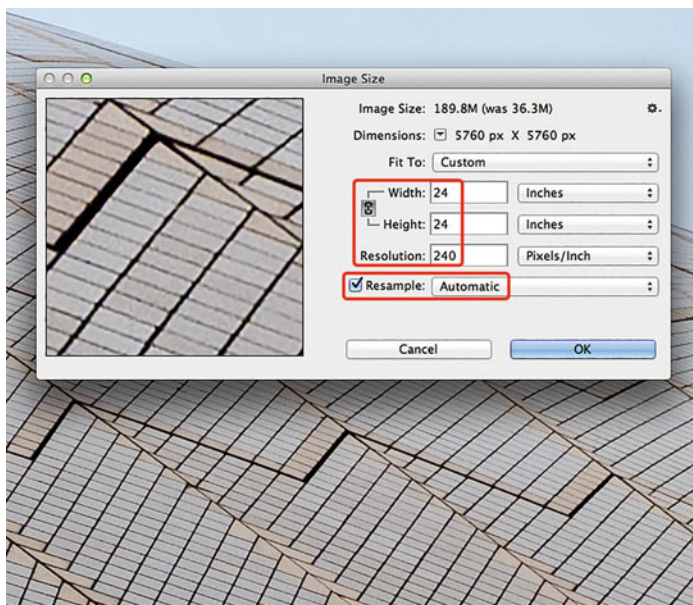 Image Size
Image Size: 189.8M (was 36.3M)
Dimensions: 5760 px X 5760 px
Fit To: Custom
Width: 24 Inches
Height: 24 Inches
Resolution: 240 Pixels/Inch
Resample: Automatic
Cancel OK